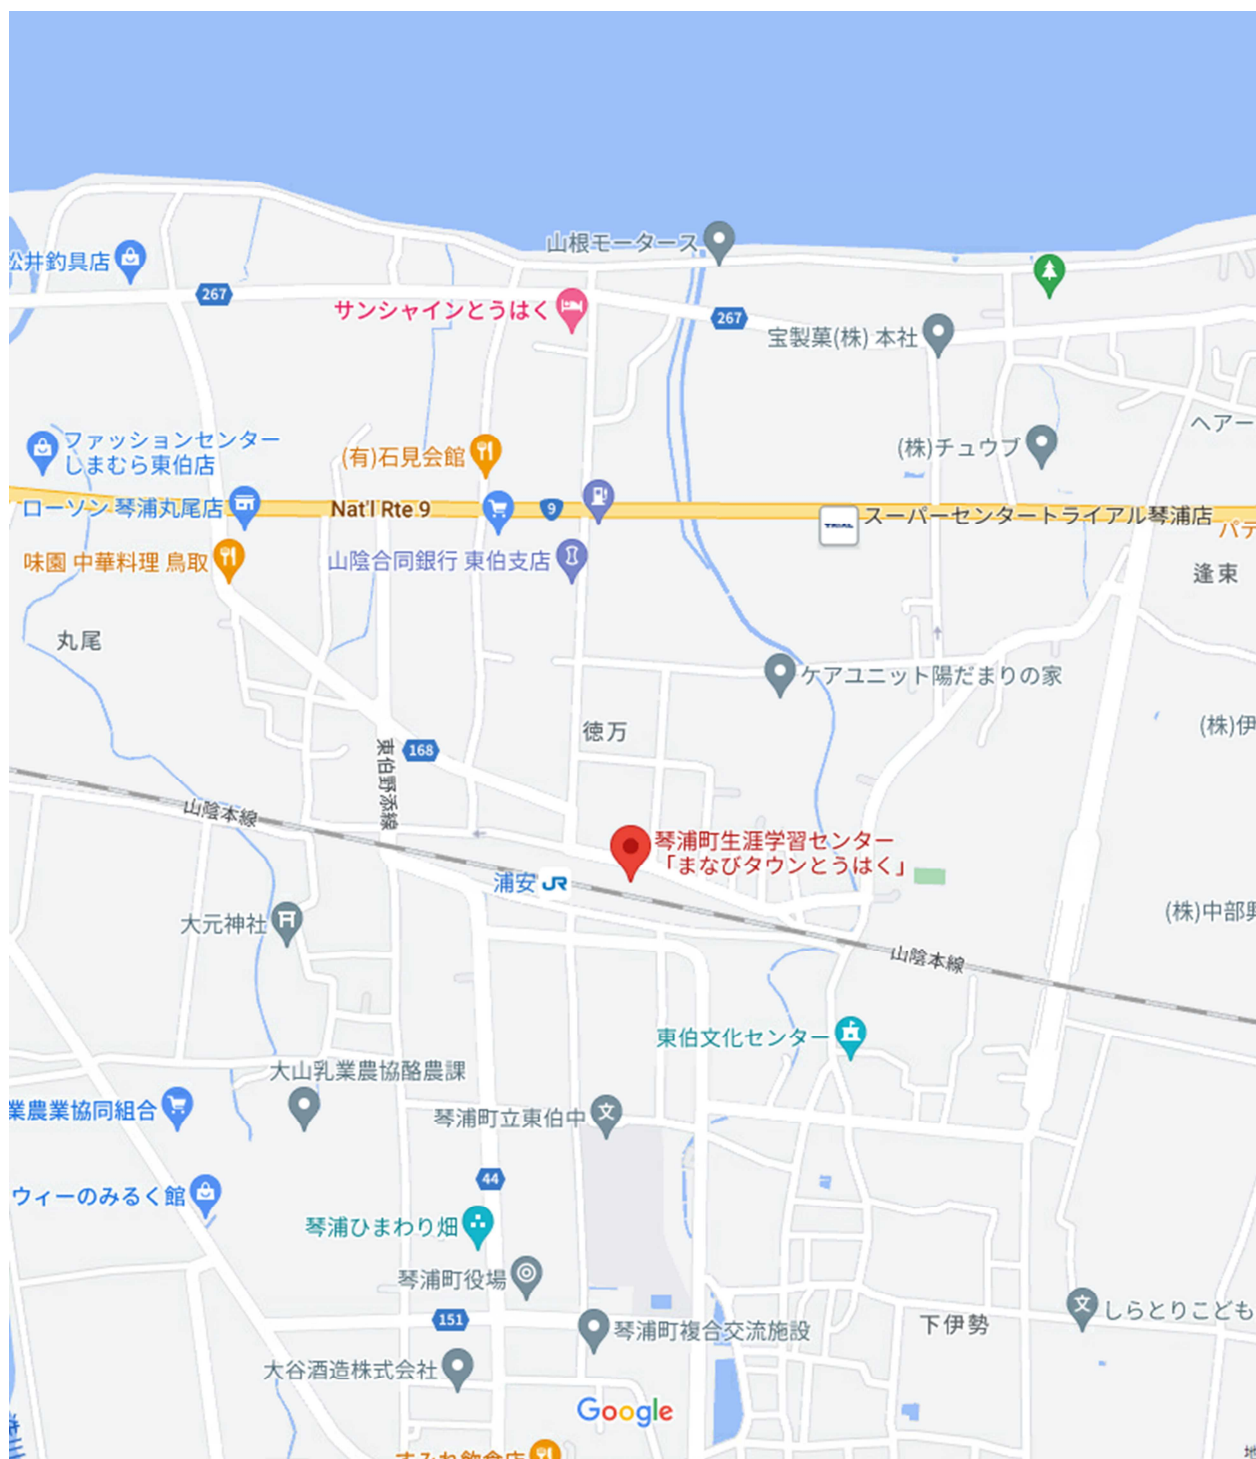 山根モータース
松井釣具店
267
サンシャインとうはく
267
宝製菓(株) 本社
ヘアー
ファッションセンター
しまむら東伯店
(有)石見会館
(株)チュウブ
ローソン 琴浦丸尾店
Nat'l Rte 9
9
TRIAL
スーパーセンタートライアル琴浦店
パテ
味園 中華料理 鳥取
山陰合同銀行 東伯支店
逢束
丸尾
ケアユニット陽だまりの家
徳万
(株)伊
168
東伯野添線
山陰本線
琴浦町生涯学習センター
「まなびタウンとうはく」
浦安 JR
大元神社
(株)中部
山陰本線
東伯文化センター
大山乳業農協酪農課
業農業協同組合
琴浦町立東伯中
文
44
ウィーのみるく館
琴浦ひまわり畑
琴浦町役場
文
しらとりこども
151
琴浦町複合交流施設
下伊勢
大谷酒造株式会社
Google
すみれ飲食店